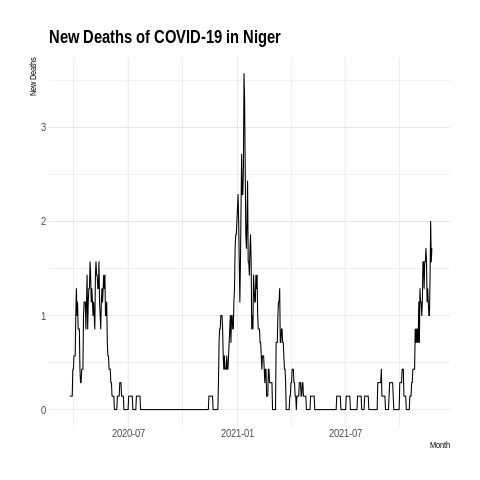 New Deaths of COVID-19 in Niger
New Deaths
3
2
1
0
2020-07
2021-01
2021-07
Month